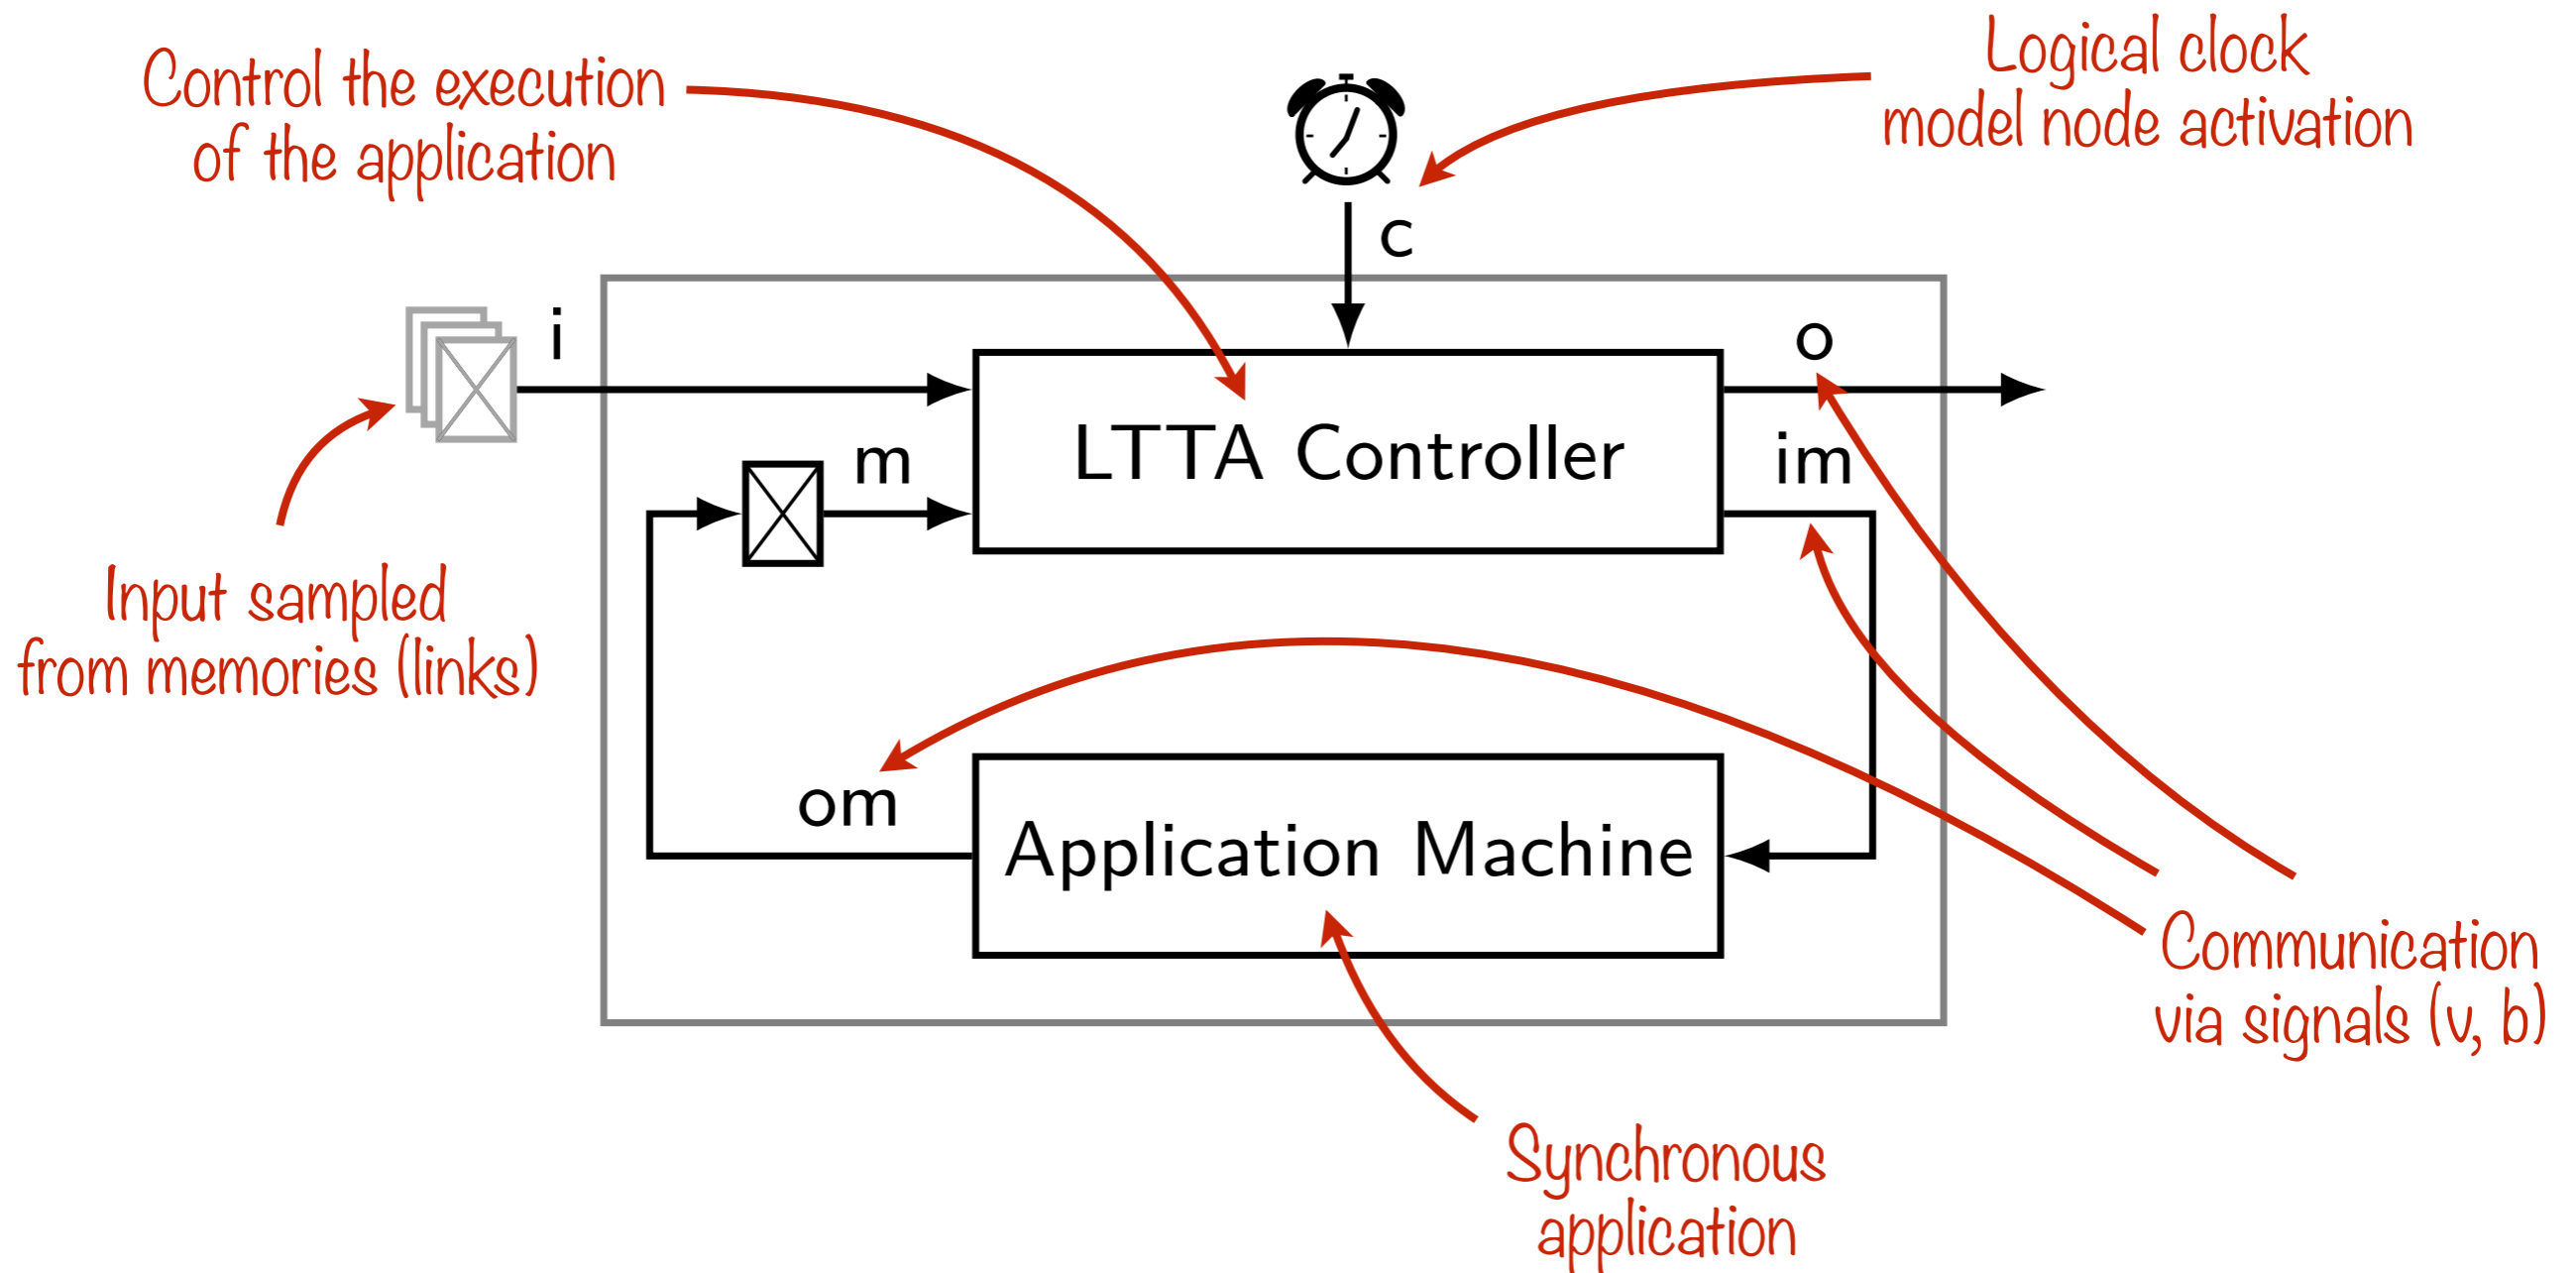 Control the execution
of the application
Logical clock
model node activation
c
i
o
LTTA Controller
m
im
Input sampled
from memories (links)
om
Application Machine
Communication
via signals (v, b)
Synchronous
application